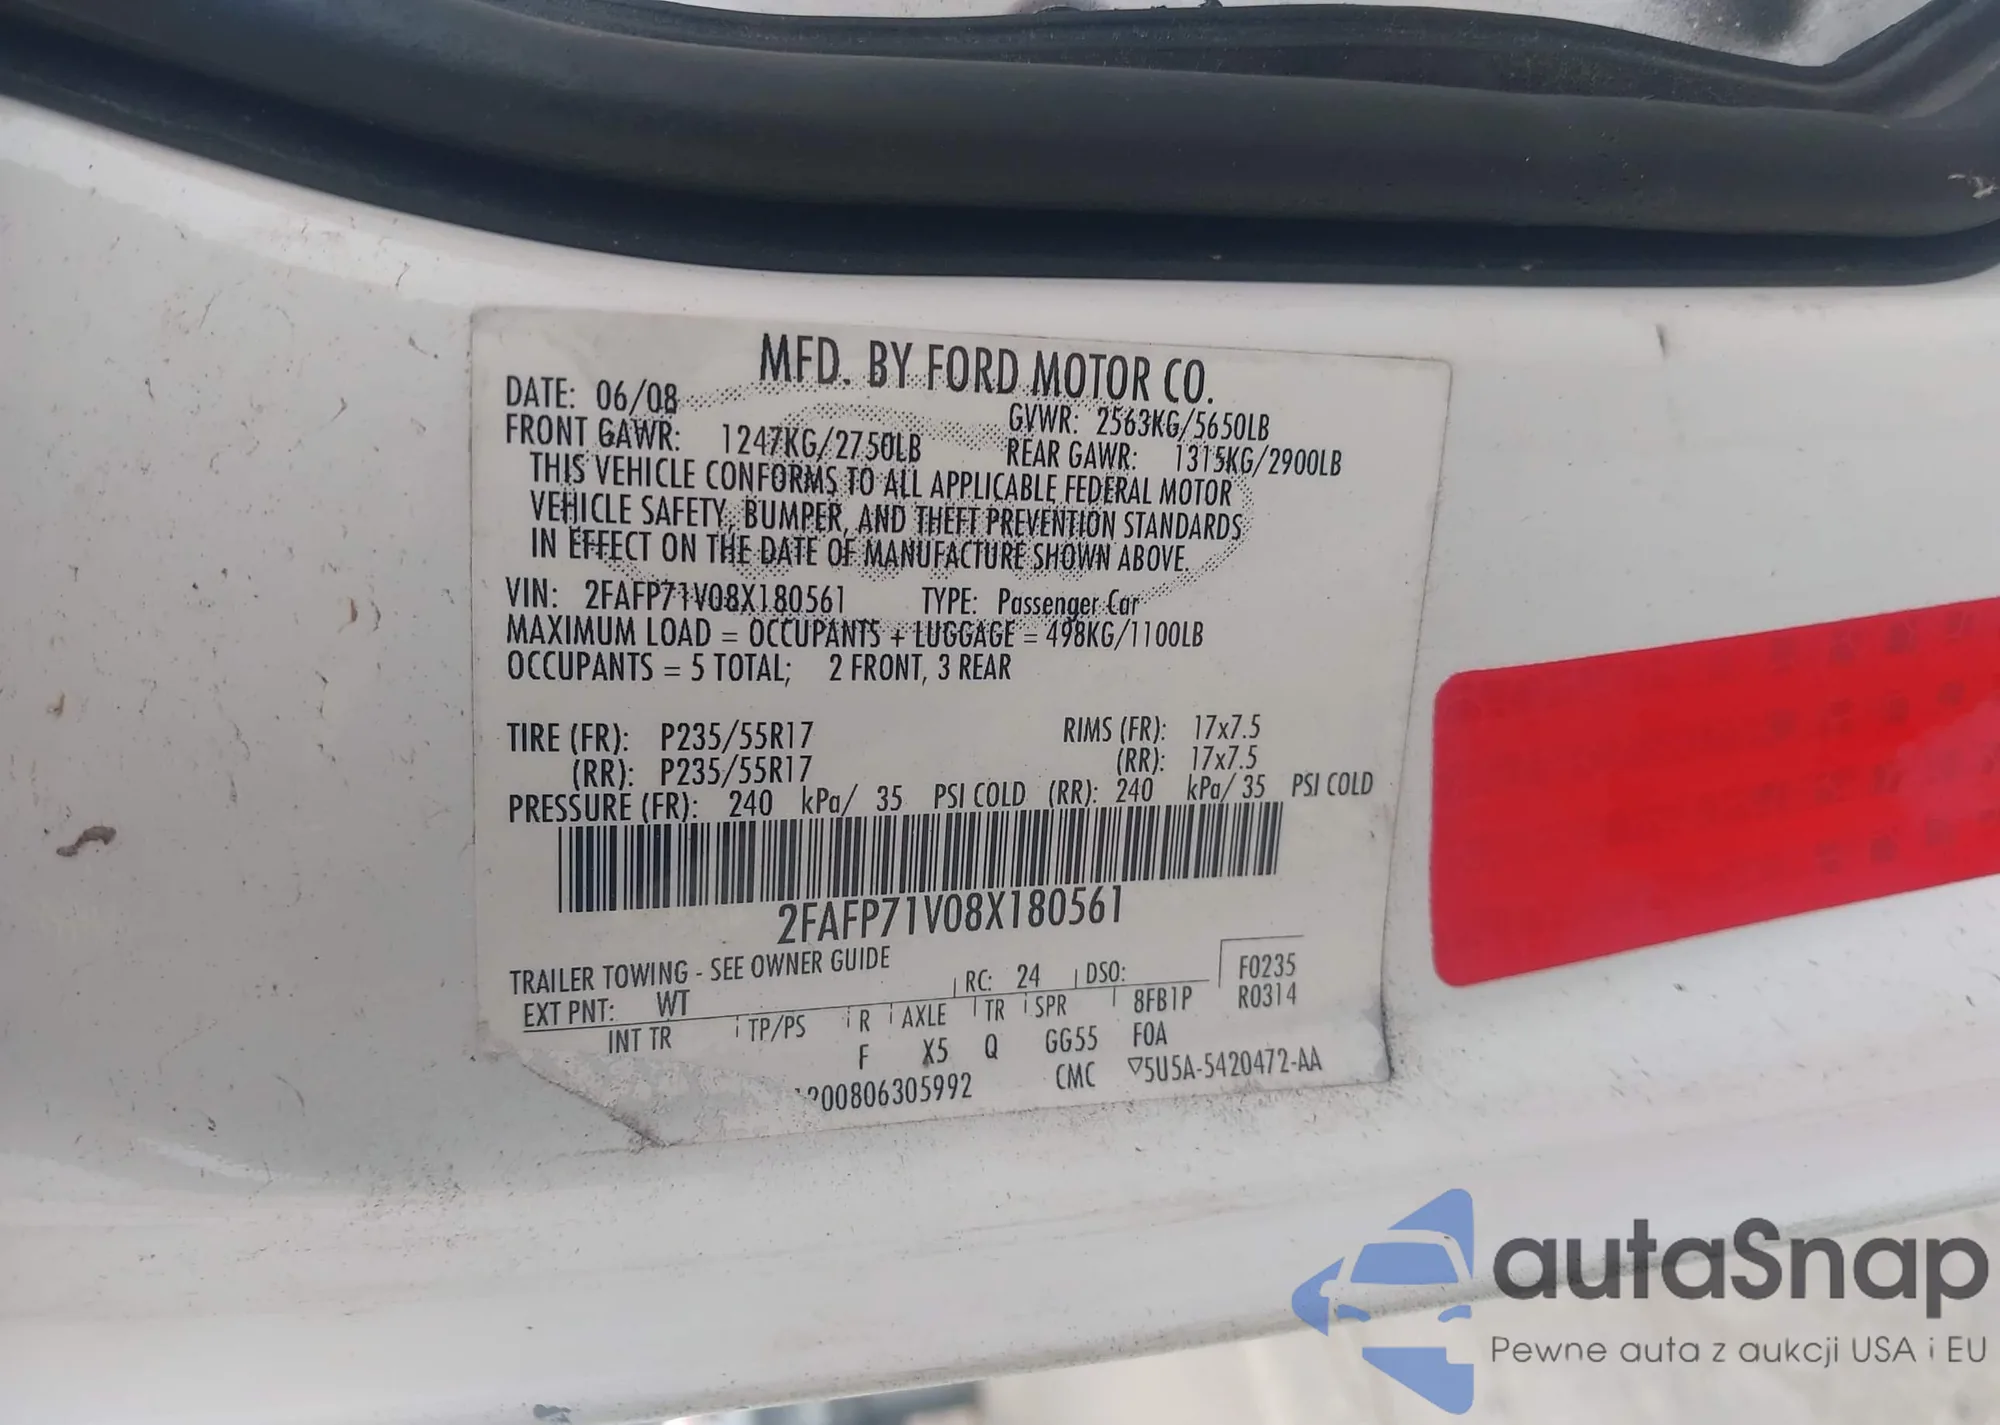 MFD. BY FORD MOTOR CO.
DATE: 06/08 GVWR: 2563KG/5650LB
FRONT GAWR: 1247KG/2750LB REAR GAWR: 1315KG/2900LB
THIS VEHICLE CONFORMS TO ALL APPLICABLE FEDERAL MOTOR
VEHICLE SAFETY, BUMPER, AND THEFT PREVENTION STANDARDS
IN EFFECT ON THE DATE OF MANUFACTURE SHOWN ABOVE.
VIN: 2FAFP71V08X180561 TYPE: Passenger Car
MAXIMUM LOAD = OCCUPANTS + LUGGAGE = 498KG/1100LB
OCCUPANTS = 5 TOTAL; 2 FRONT, 3 REAR
TIRE (FR): P235/55R17 RIMS (FR): 17x7.5
(RR): P235/55R17 (RR): 17x7.5
PRESSURE (FR): 240 kPa/ 35 PSI COLD (RR): 240 kPa/ 35 PSI COLD
2FAFP71V08X180561
TRAILER TOWING - SEE OWNER GUIDE
EXT PNT: WT RC: 24 DSO: F0235
INT TR TP/PS R AXLE TR SPR 8FB1P R0314
F X5 Q GG55 F0A
200806305992 CMC ▽5U5A-5420472-AA
autaSnap
Pewne auta z aukcji USA i EU